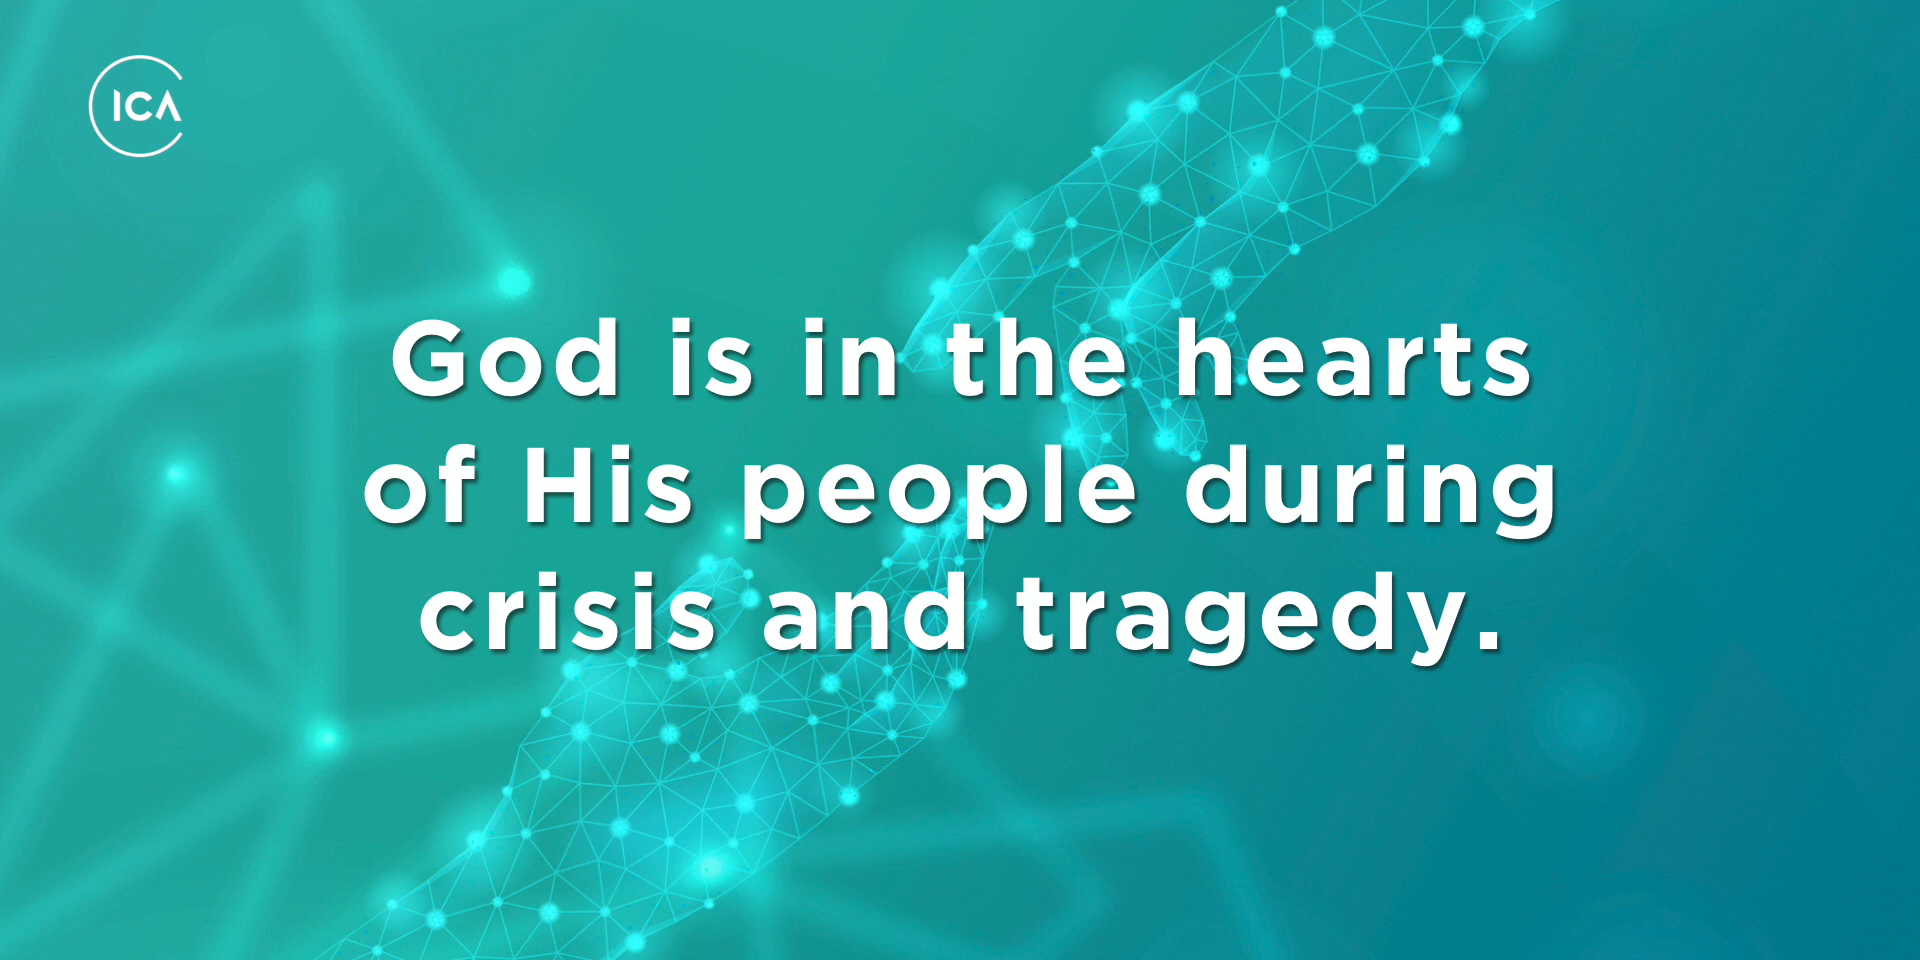 ICA
God is in the hearts
of His people during
crisis and tragedy.